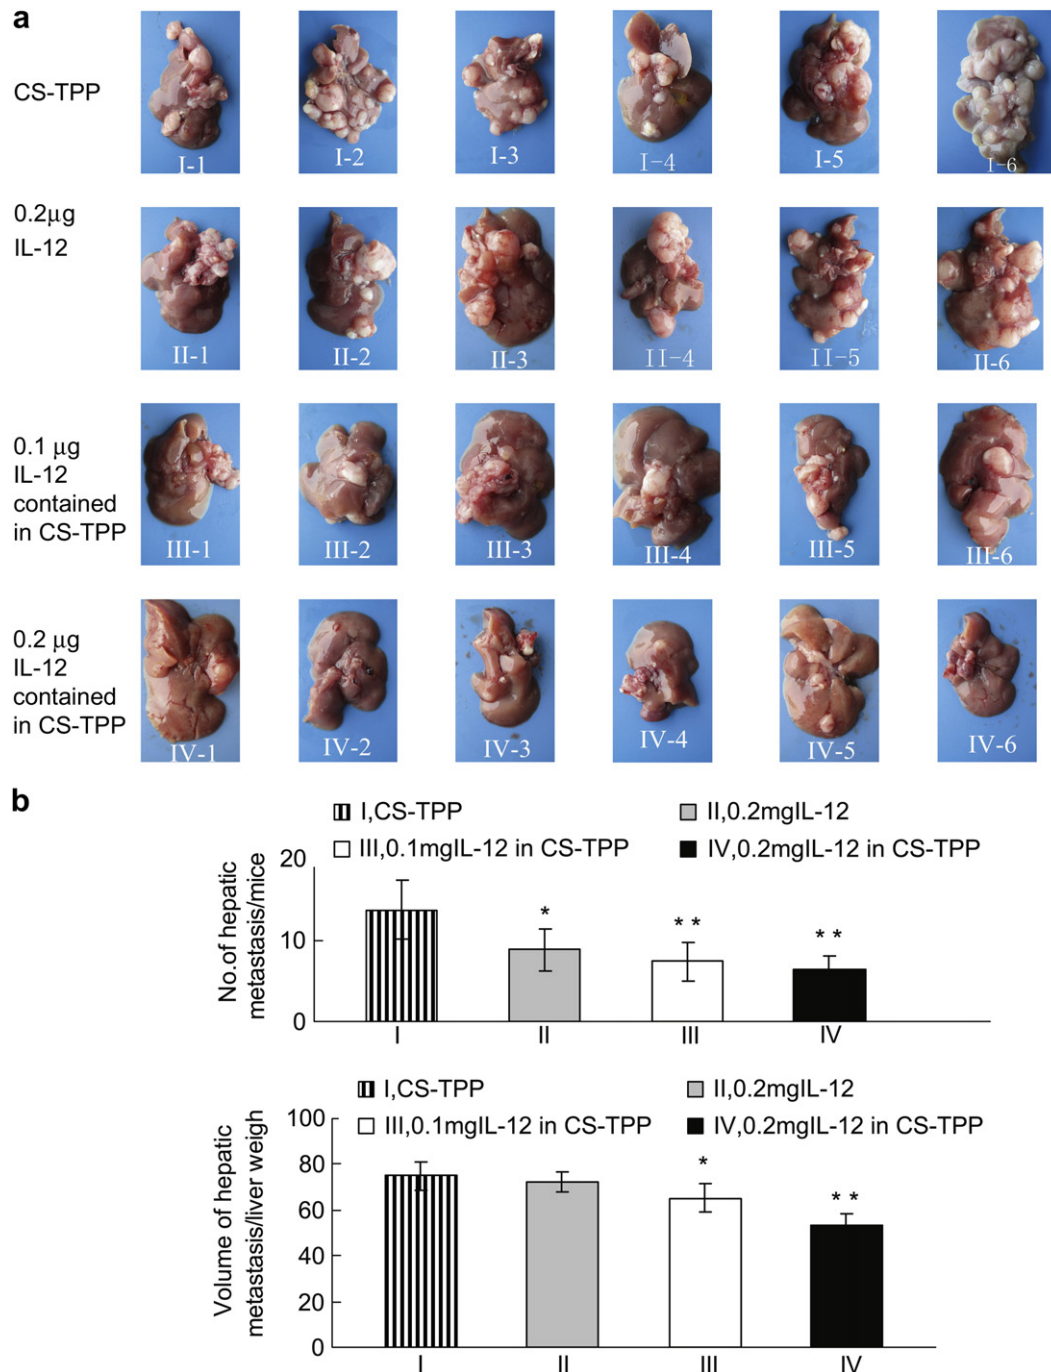 a
CS-TPP
I-1
I-2
I-3
I-4
I-5
I-6
0.2µg
IL-12
II-1
II-2
II-3
II-4
II-5
II-6
0.1 µg
IL-12
contained
in CS-TPP
III-1
III-2
III-3
III-4
III-5
III-6
0.2 µg
IL-12
contained
in CS-TPP
IV-1
IV-2
IV-3
IV-4
IV-5
IV-6
b
I,CS-TPP
II,0.2mgIL-12
III,0.1mgIL-12 in CS-TPP
IV,0.2mgIL-12 in CS-TPP
No.of hepatic
metastasis/mice
20
10
0
*
* *
* *
I
II
III
IV
I,CS-TPP
II,0.2mgIL-12
III,0.1mgIL-12 in CS-TPP
IV,0.2mgIL-12 in CS-TPP
Volume of hepatic
metastasis/liver weigh
100
80
60
40
20
0
*
* *
I
II
III
IV